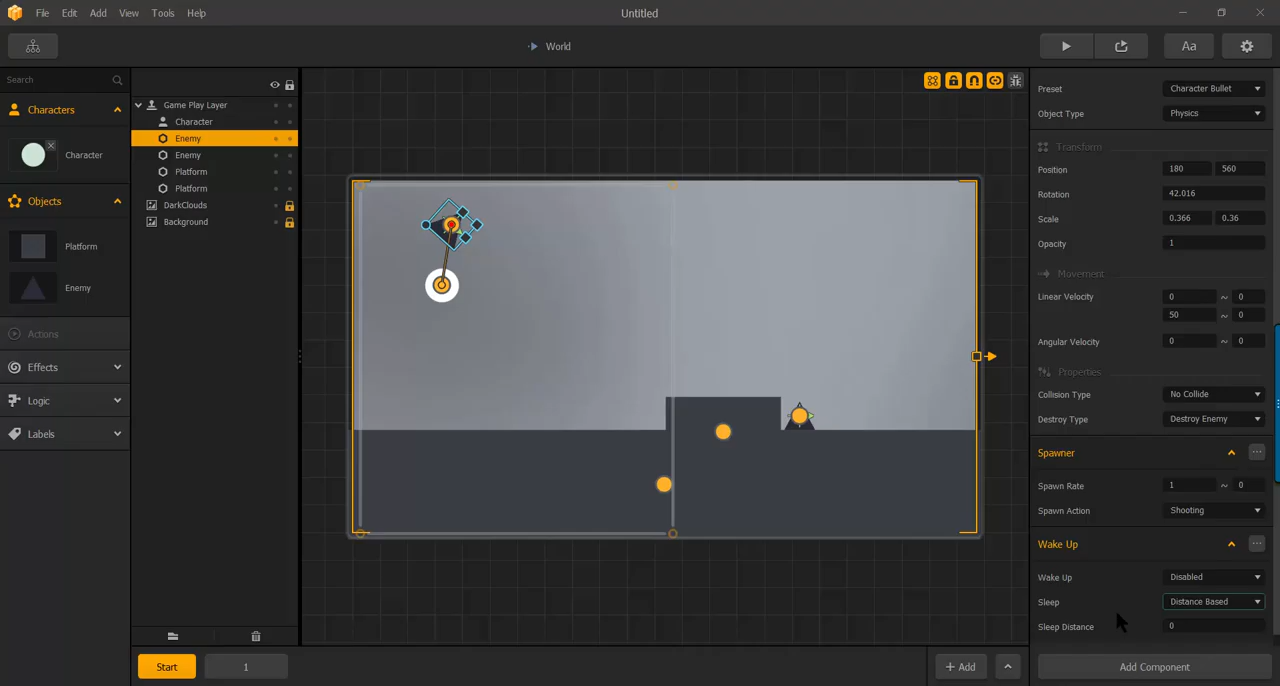 File Edit Add View Tools Help
Untitled
World
Aa
Search
Characters
Character
Objects
Platform
Enemy
Actions
Effects
Logic
Labels
Game Play Layer
Character
Enemy
Enemy
Platform
Platform
DarkClouds
Background
Start
1
+ Add
Preset Character Bullet
Object Type Physics
Transform
Position 180 560
Rotation 42.016
Scale 0.366 0.36
Opacity 1
Movement
Linear Velocity 0 ~ 0
50 ~ 0
Angular Velocity 0 ~ 0
Properties
Collision Type No Collide
Destroy Type Destroy Enemy
Spawner
Spawn Rate 1 ~ 0
Spawn Action Shooting
Wake Up
Wake Up Disabled
Sleep Distance Based
Sleep Distance 0
Add Component